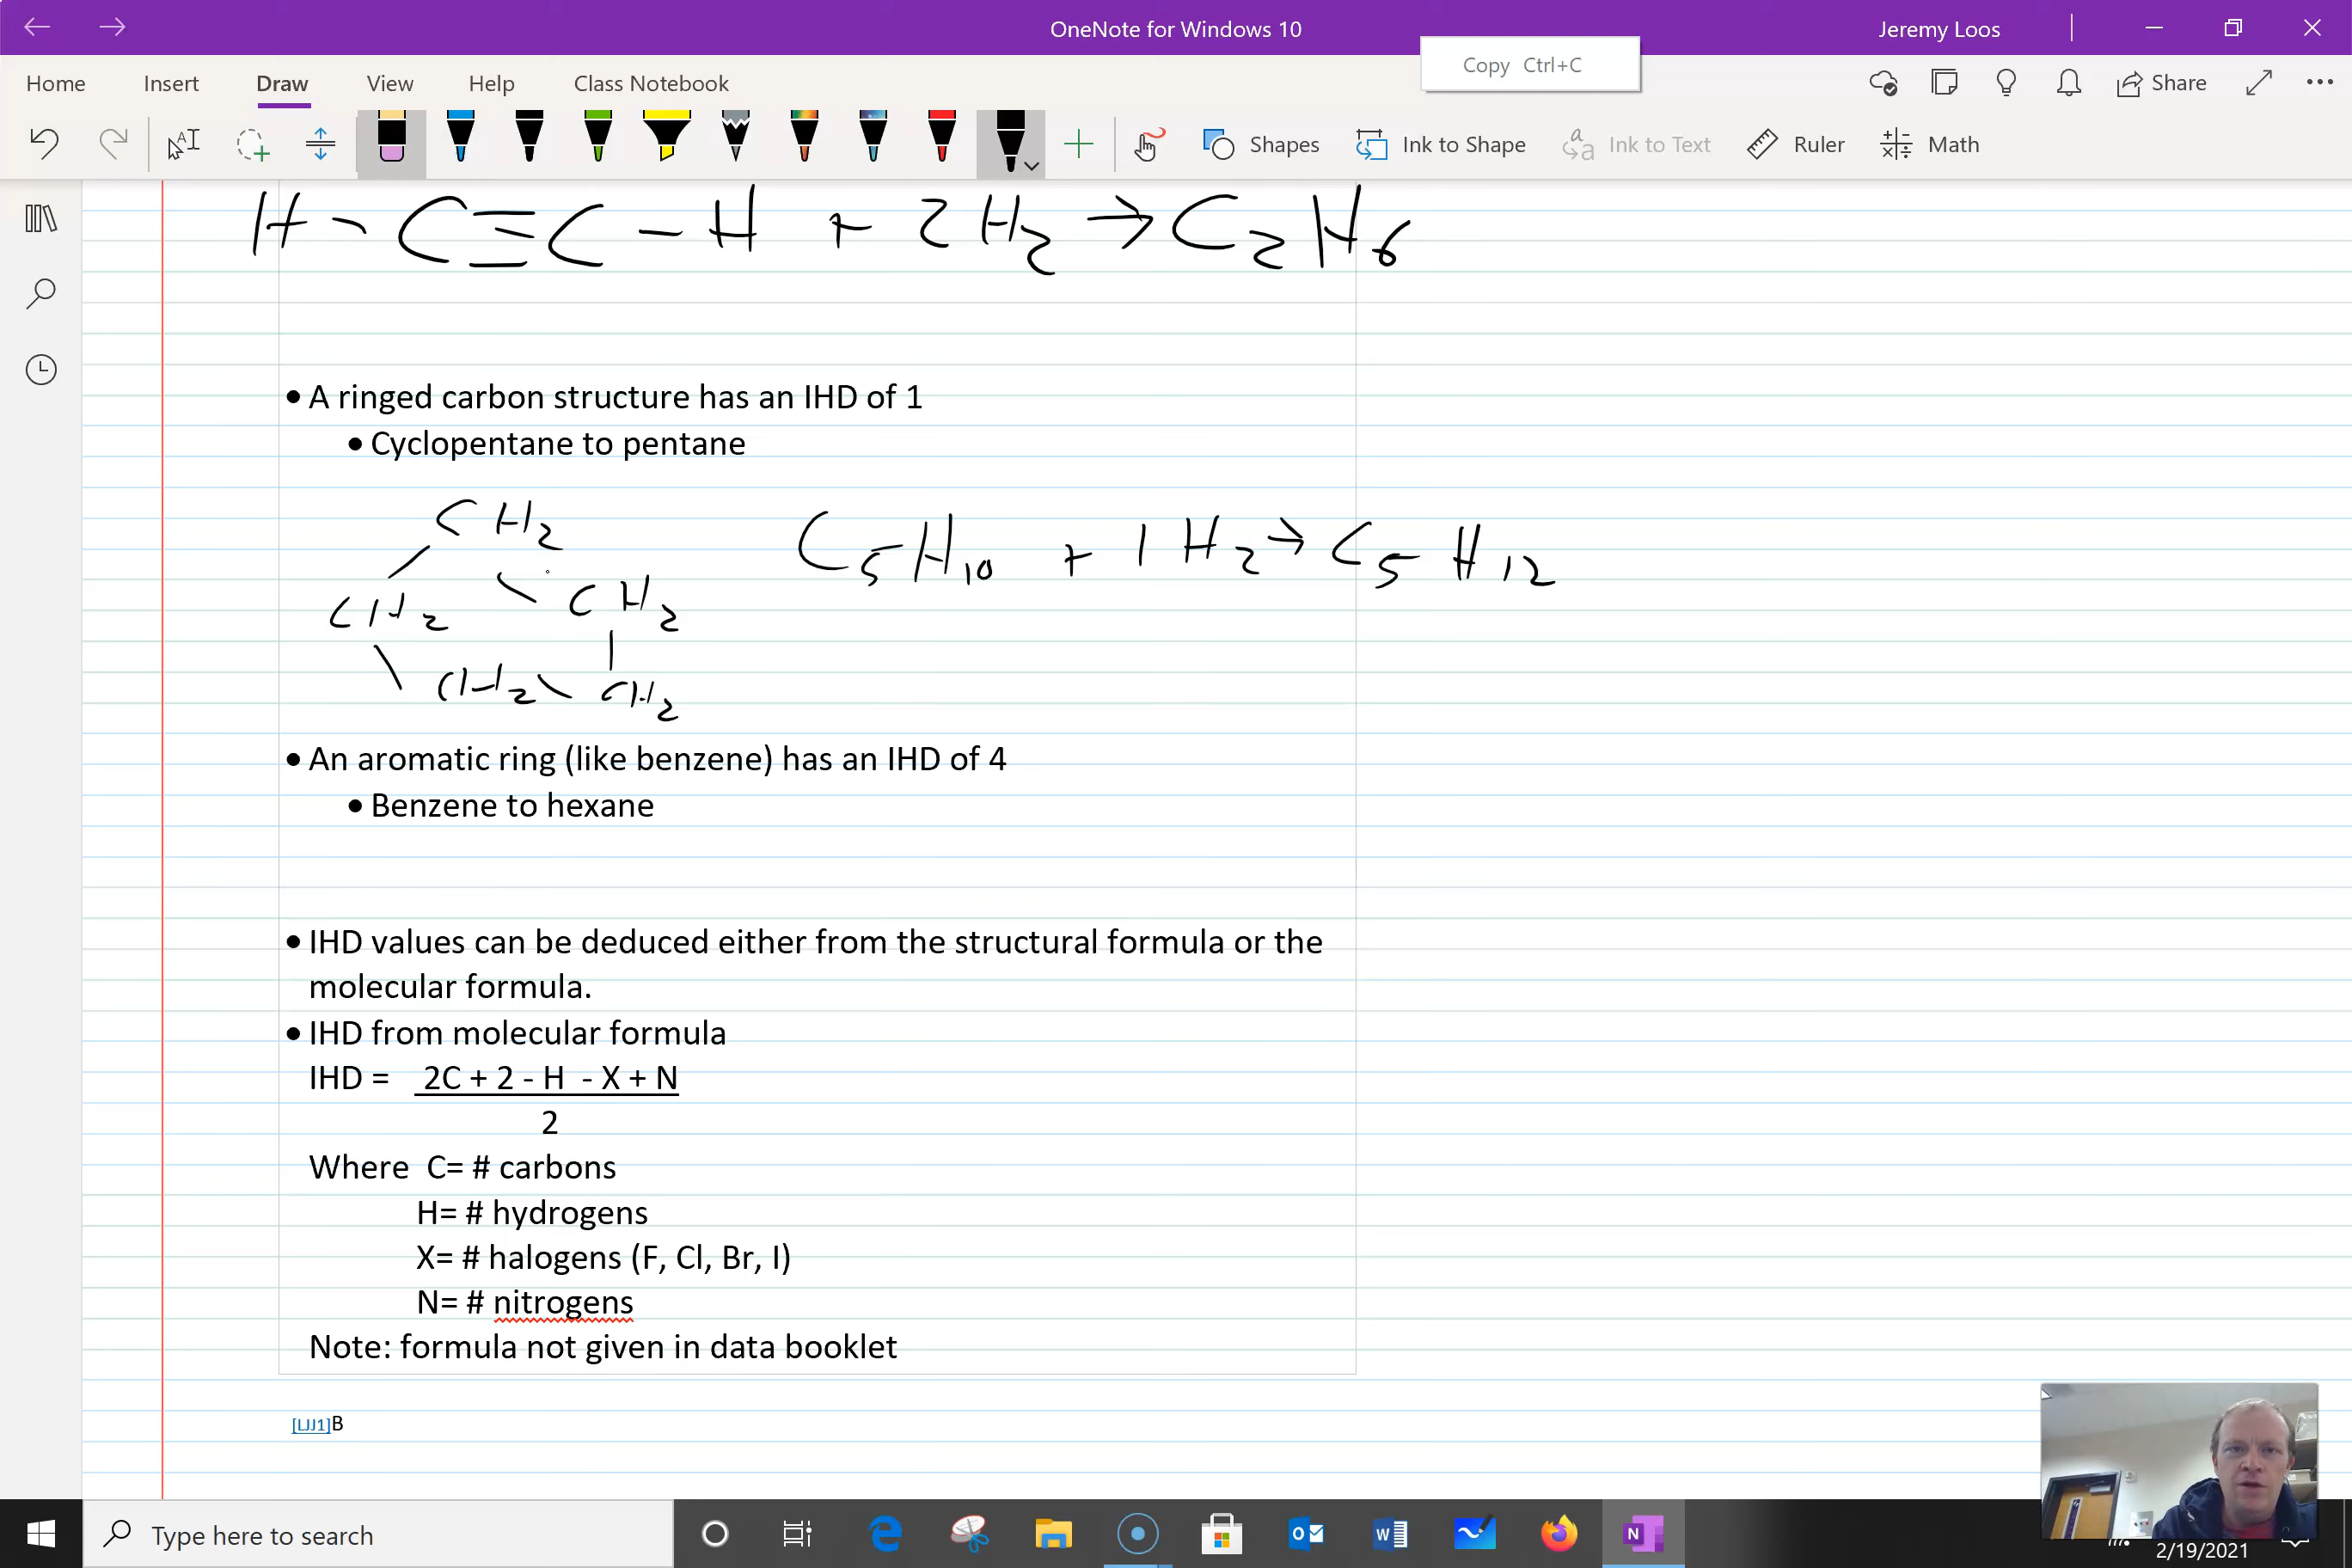 OneNote for Windows 10
Jeremy Loos
Copy Ctrl+C
Home Insert Draw View Help Class Notebook
Share
Shapes Ink to Shape Ink to Text Ruler Math
H - C≡C - H + 2H₂ → C₂H₆
• A ringed carbon structure has an IHD of 1
• Cyclopentane to pentane
CH₂
C₅H₁₀ + 1H₂ → C₅H₁₂
CH₂ CH₂
CH₂ CH₂
• An aromatic ring (like benzene) has an IHD of 4
• Benzene to hexane
• IHD values can be deduced either from the structural formula or the
molecular formula.
• IHD from molecular formula
IHD = 2C + 2 - H - X + N
2
Where C= # carbons
H= # hydrogens
X= # halogens (F, Cl, Br, I)
N= # nitrogens
Note: formula not given in data booklet
[LJJ1]B
Type here to search
2/19/2021